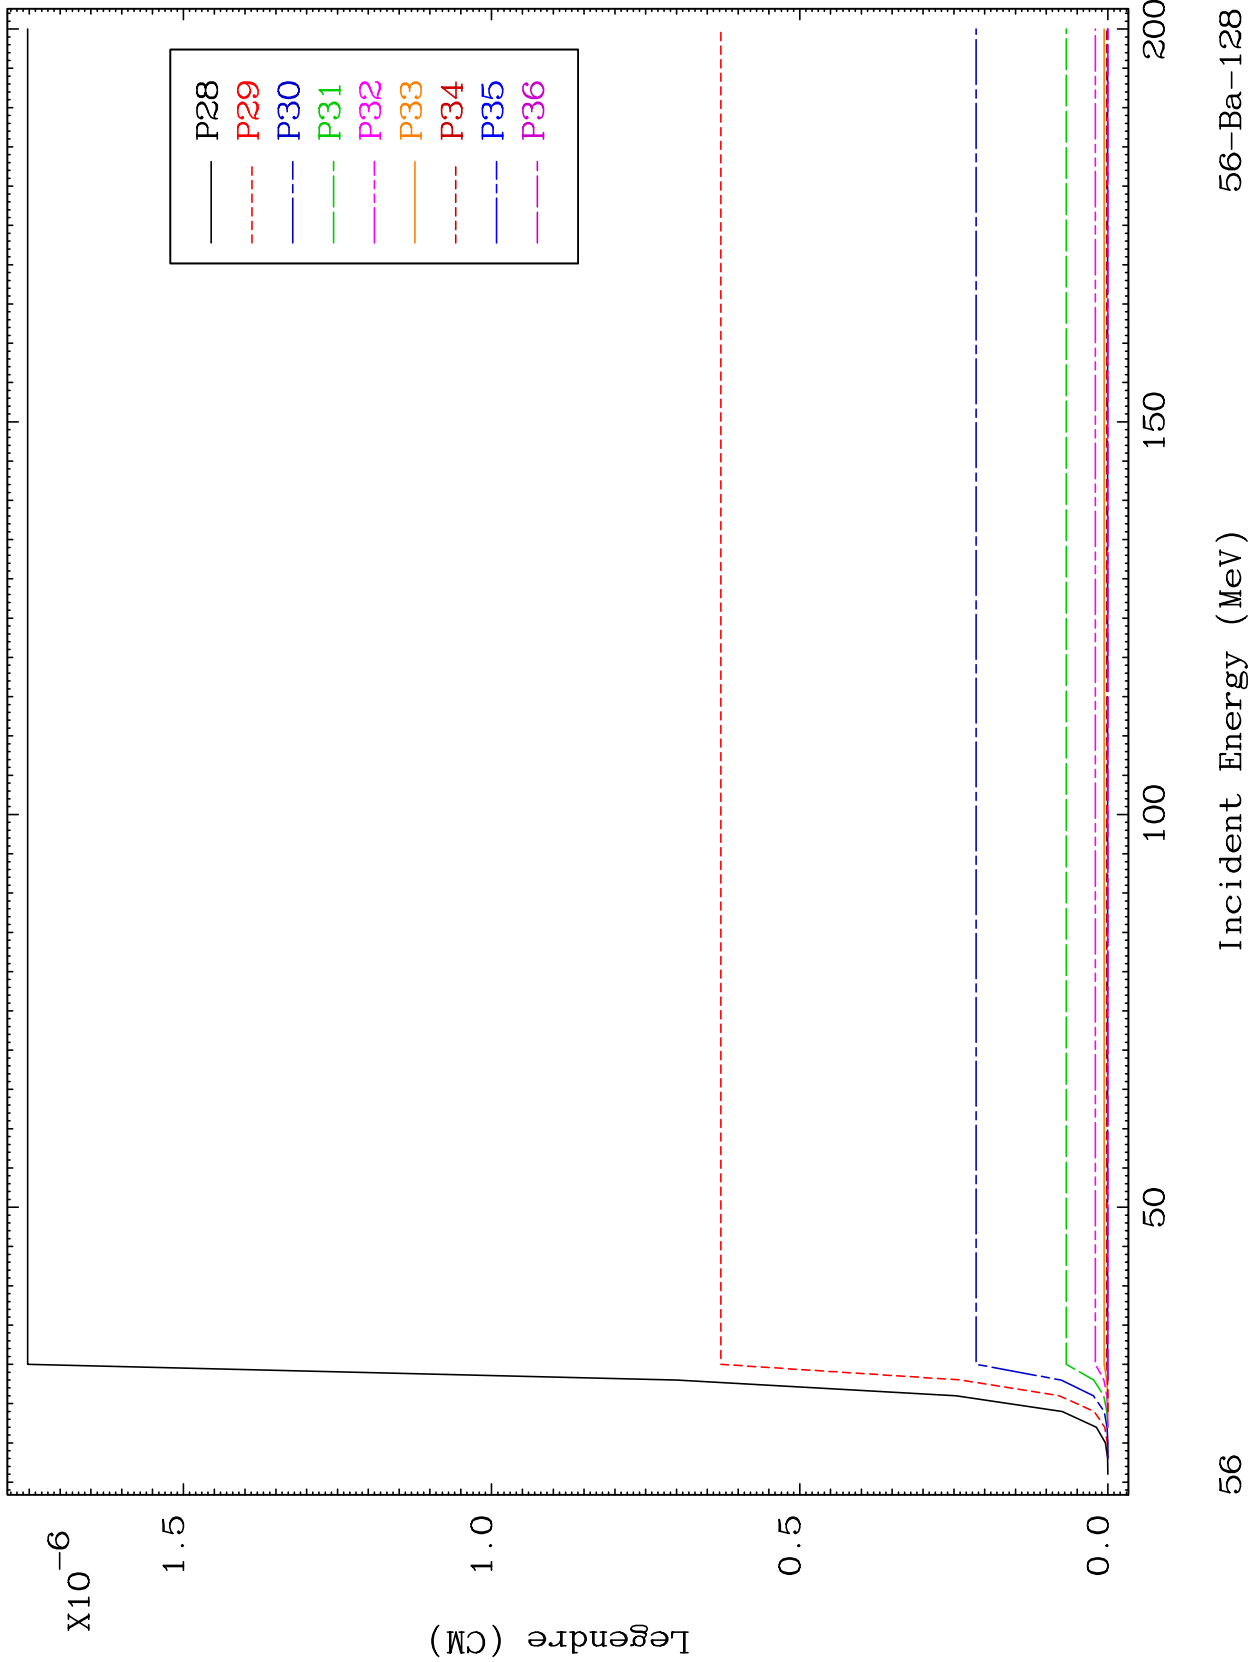 X10-6
1.5
1.0
0.5
0.0
Legendre (CM)
P28
P29
P30
P31
P32
P33
P34
P35
P36
50
100
150
200
56
Incident Energy (MeV)
56-Ba-128